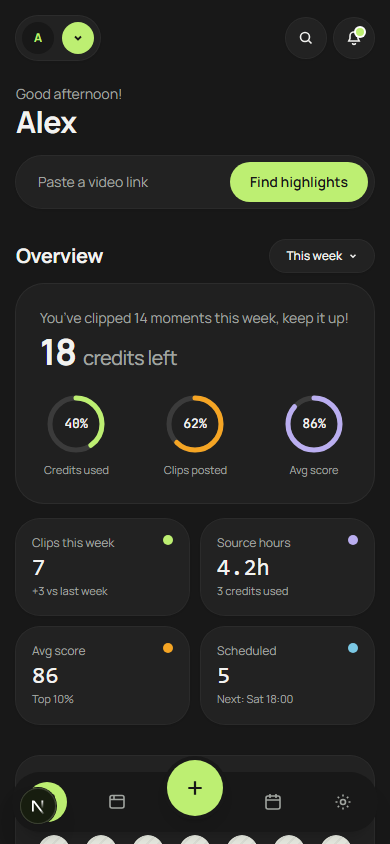 A
Good afternoon!
Alex
Paste a video link
Find highlights
Overview
This week
You've clipped 14 moments this week, keep it up!
18 credits left
40% 62% 86%
Credits used Clips posted Avg score
Clips this week
7
+3 vs last week
Source hours
4.2h
3 credits used
Avg score
86
Top 10%
Scheduled
5
Next: Sat 18:00
N